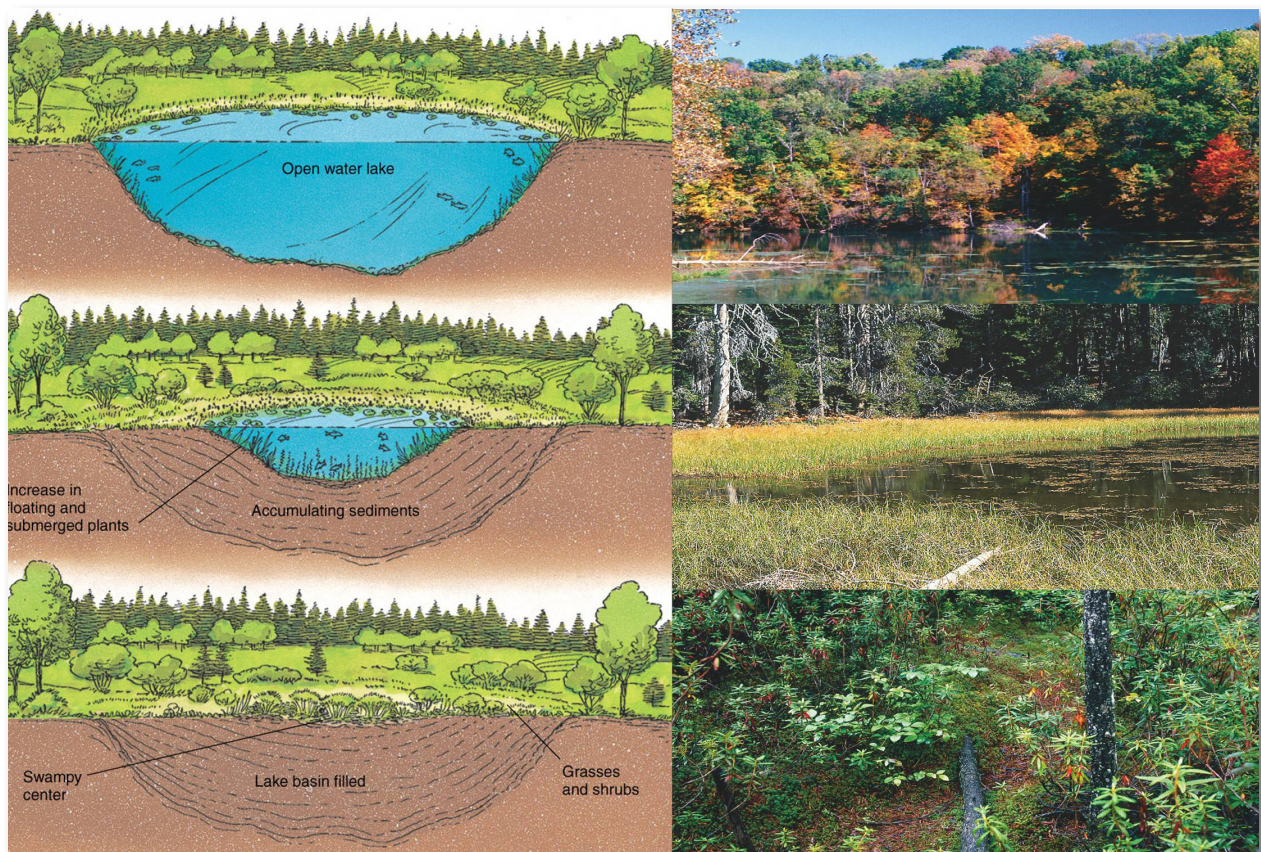 Open water lake
Increase in
floating and
submerged plants
Accumulating sediments
Swampy
center
Lake basin filled
Grasses
and shrubs